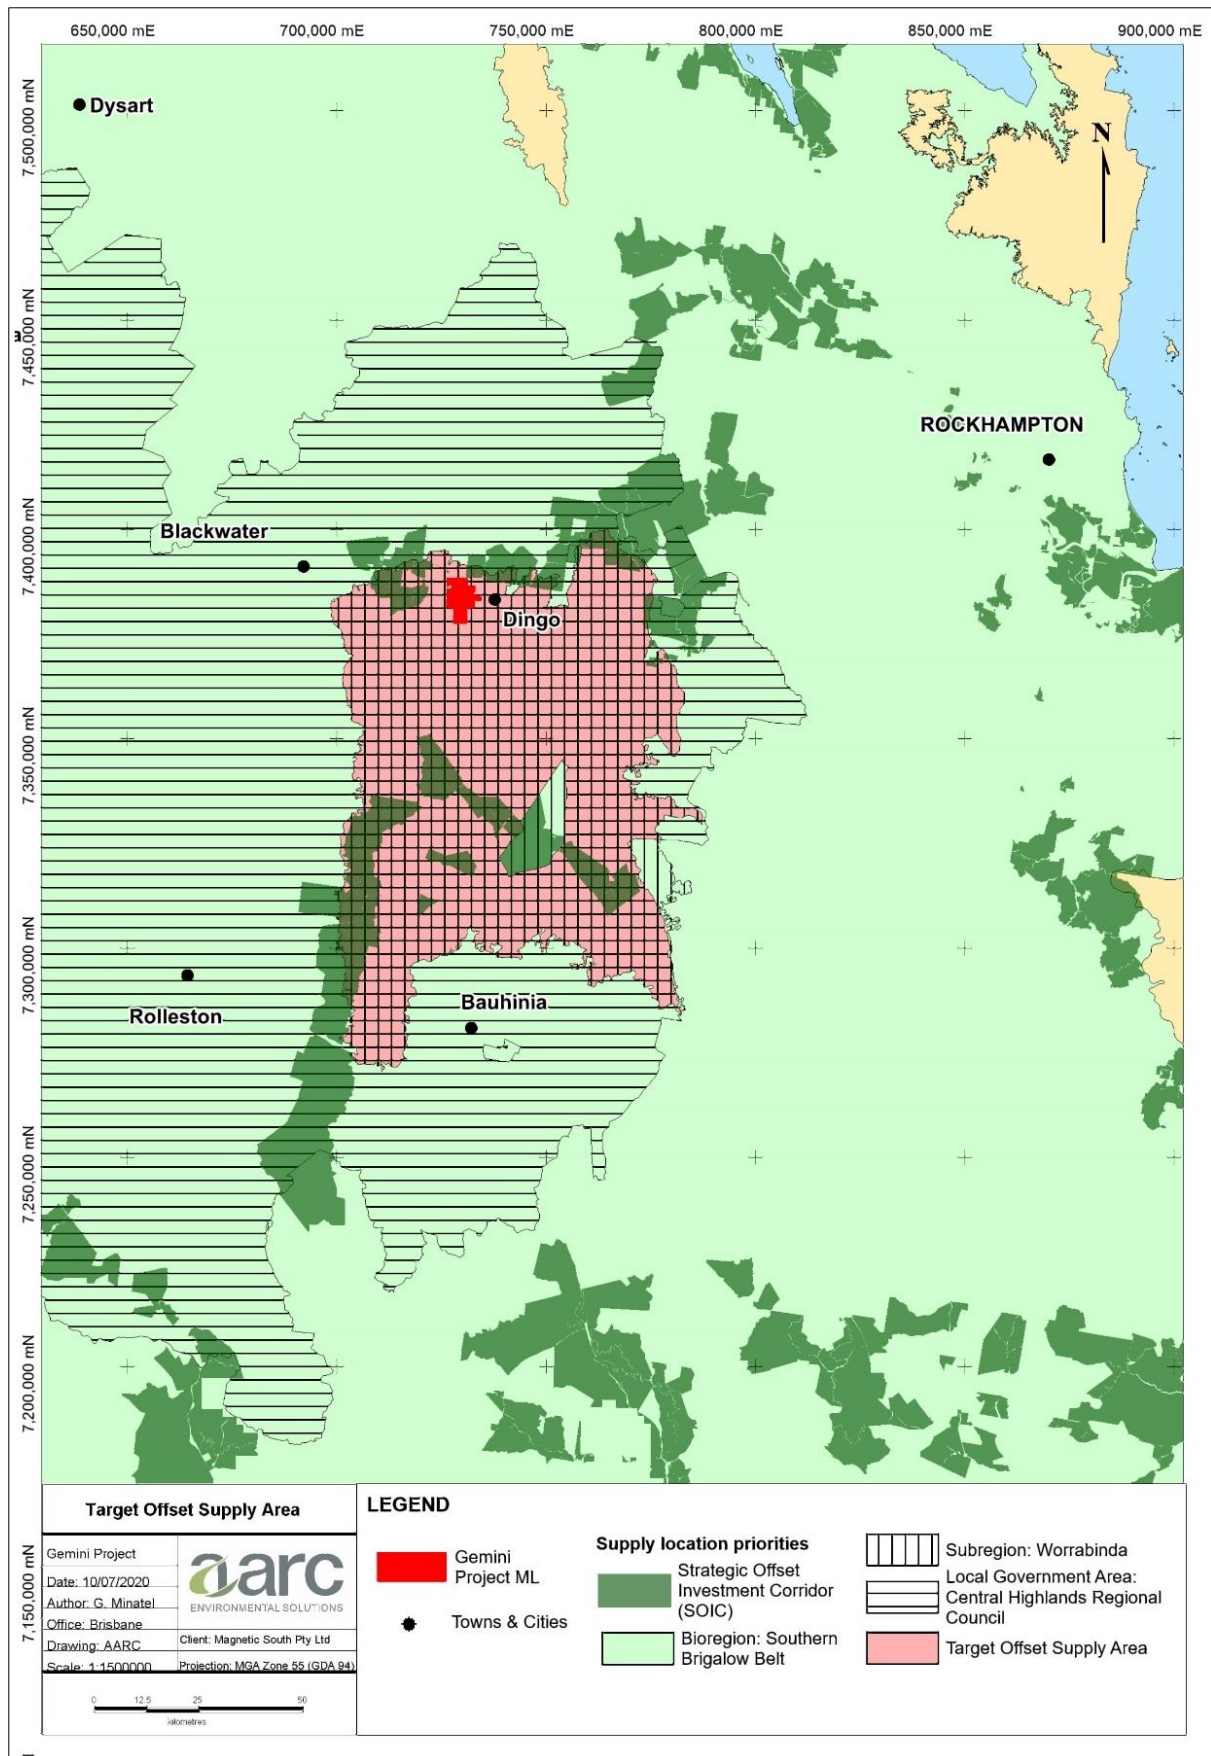 650,000 mE 700,000 mE 750,000 mE 800,000 mE 850,000 mE 900,000 mE
7,500,000 mN
7,450,000 mN
7,400,000 mN
7,350,000 mN
7,300,000 mN
7,250,000 mN
7,200,000 mN
7,150,000 mN
Dysart
N
ROCKHAMPTON
Blackwater
Dingo
Rolleston
Bauhinia
Target Offset Supply Area
Gemini Project
Date: 10/07/2020
Author: G. Minatel
Office: Brisbane
Drawing: AARC
Scale: 1:1500000
aarc
ENVIRONMENTAL SOLUTIONS
Client: Magnetic South Pty Ltd
Projection: MGA Zone 55 (GDA 94)
0 12.5 25 50
kilometres
LEGEND
Gemini
Project ML
Towns & Cities
Supply location priorities
Strategic Offset
Investment Corridor
(SOIC)
Bioregion: Southern
Brigalow Belt
Subregion: Worrabinda
Local Government Area:
Central Highlands Regional
Council
Target Offset Supply Area